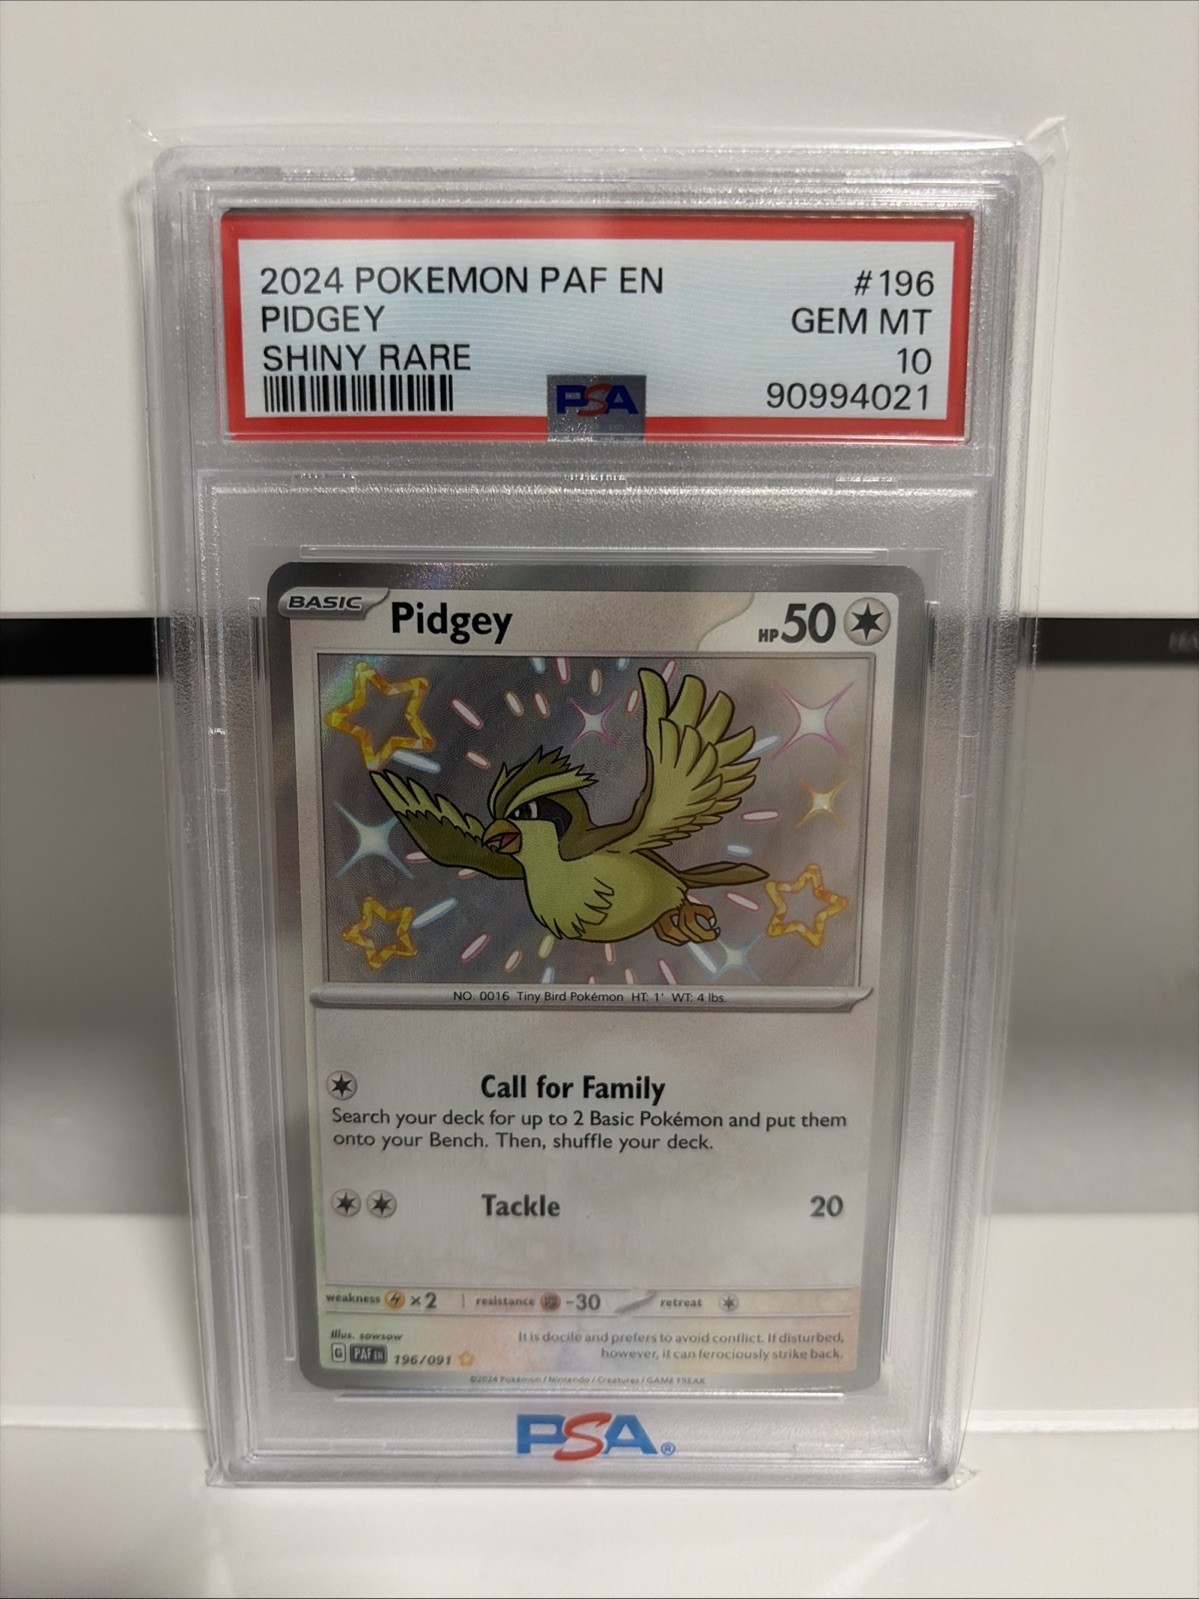 2024 POKEMON PAF EN #196
PIDGEY GEM MT
SHINY RARE 10
PSA 90994021
BASIC Pidgey HP 50
NO. 0016 Tiny Bird Pokémon HT: 1' WT: 4 lbs.
Call for Family
Search your deck for up to 2 Basic Pokémon and put them
onto your Bench. Then, shuffle your deck.
Tackle 20
weakness ×2 resistance -30 retreat
Illus. sowsow
It is docile and prefers to avoid conflict. If disturbed,
however, it can ferociously strike back.
G PAF EN 196/091
©2024 Pokémon / Nintendo / Creatures / GAME FREAK
PSA®